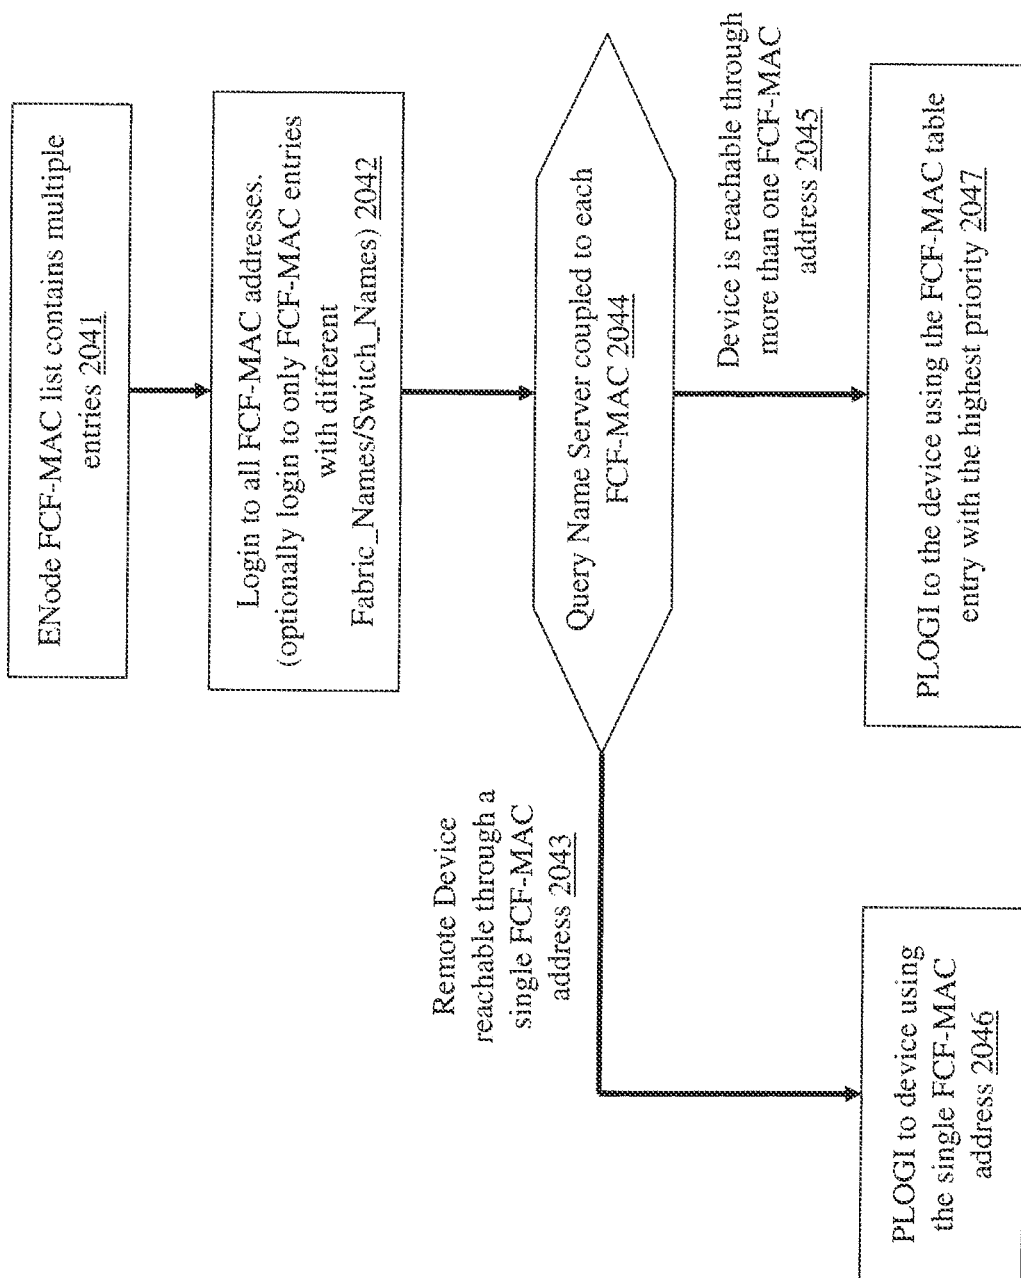 ENode FCF-MAC list contains multiple
entries 2041
Login to all FCF-MAC addresses.
(optionally login to only FCF-MAC entries
with different
Fabric_Names/Switch_Names) 2042
Query Name Server coupled to each
FCF-MAC 2044
Remote Device
reachable through a
single FCF-MAC
address 2043
Device is reachable through
more than one FCF-MAC
address 2045
PLOGI to device using
the single FCF-MAC
address 2046
PLOGI to the device using the FCF-MAC table
entry with the highest priority 2047